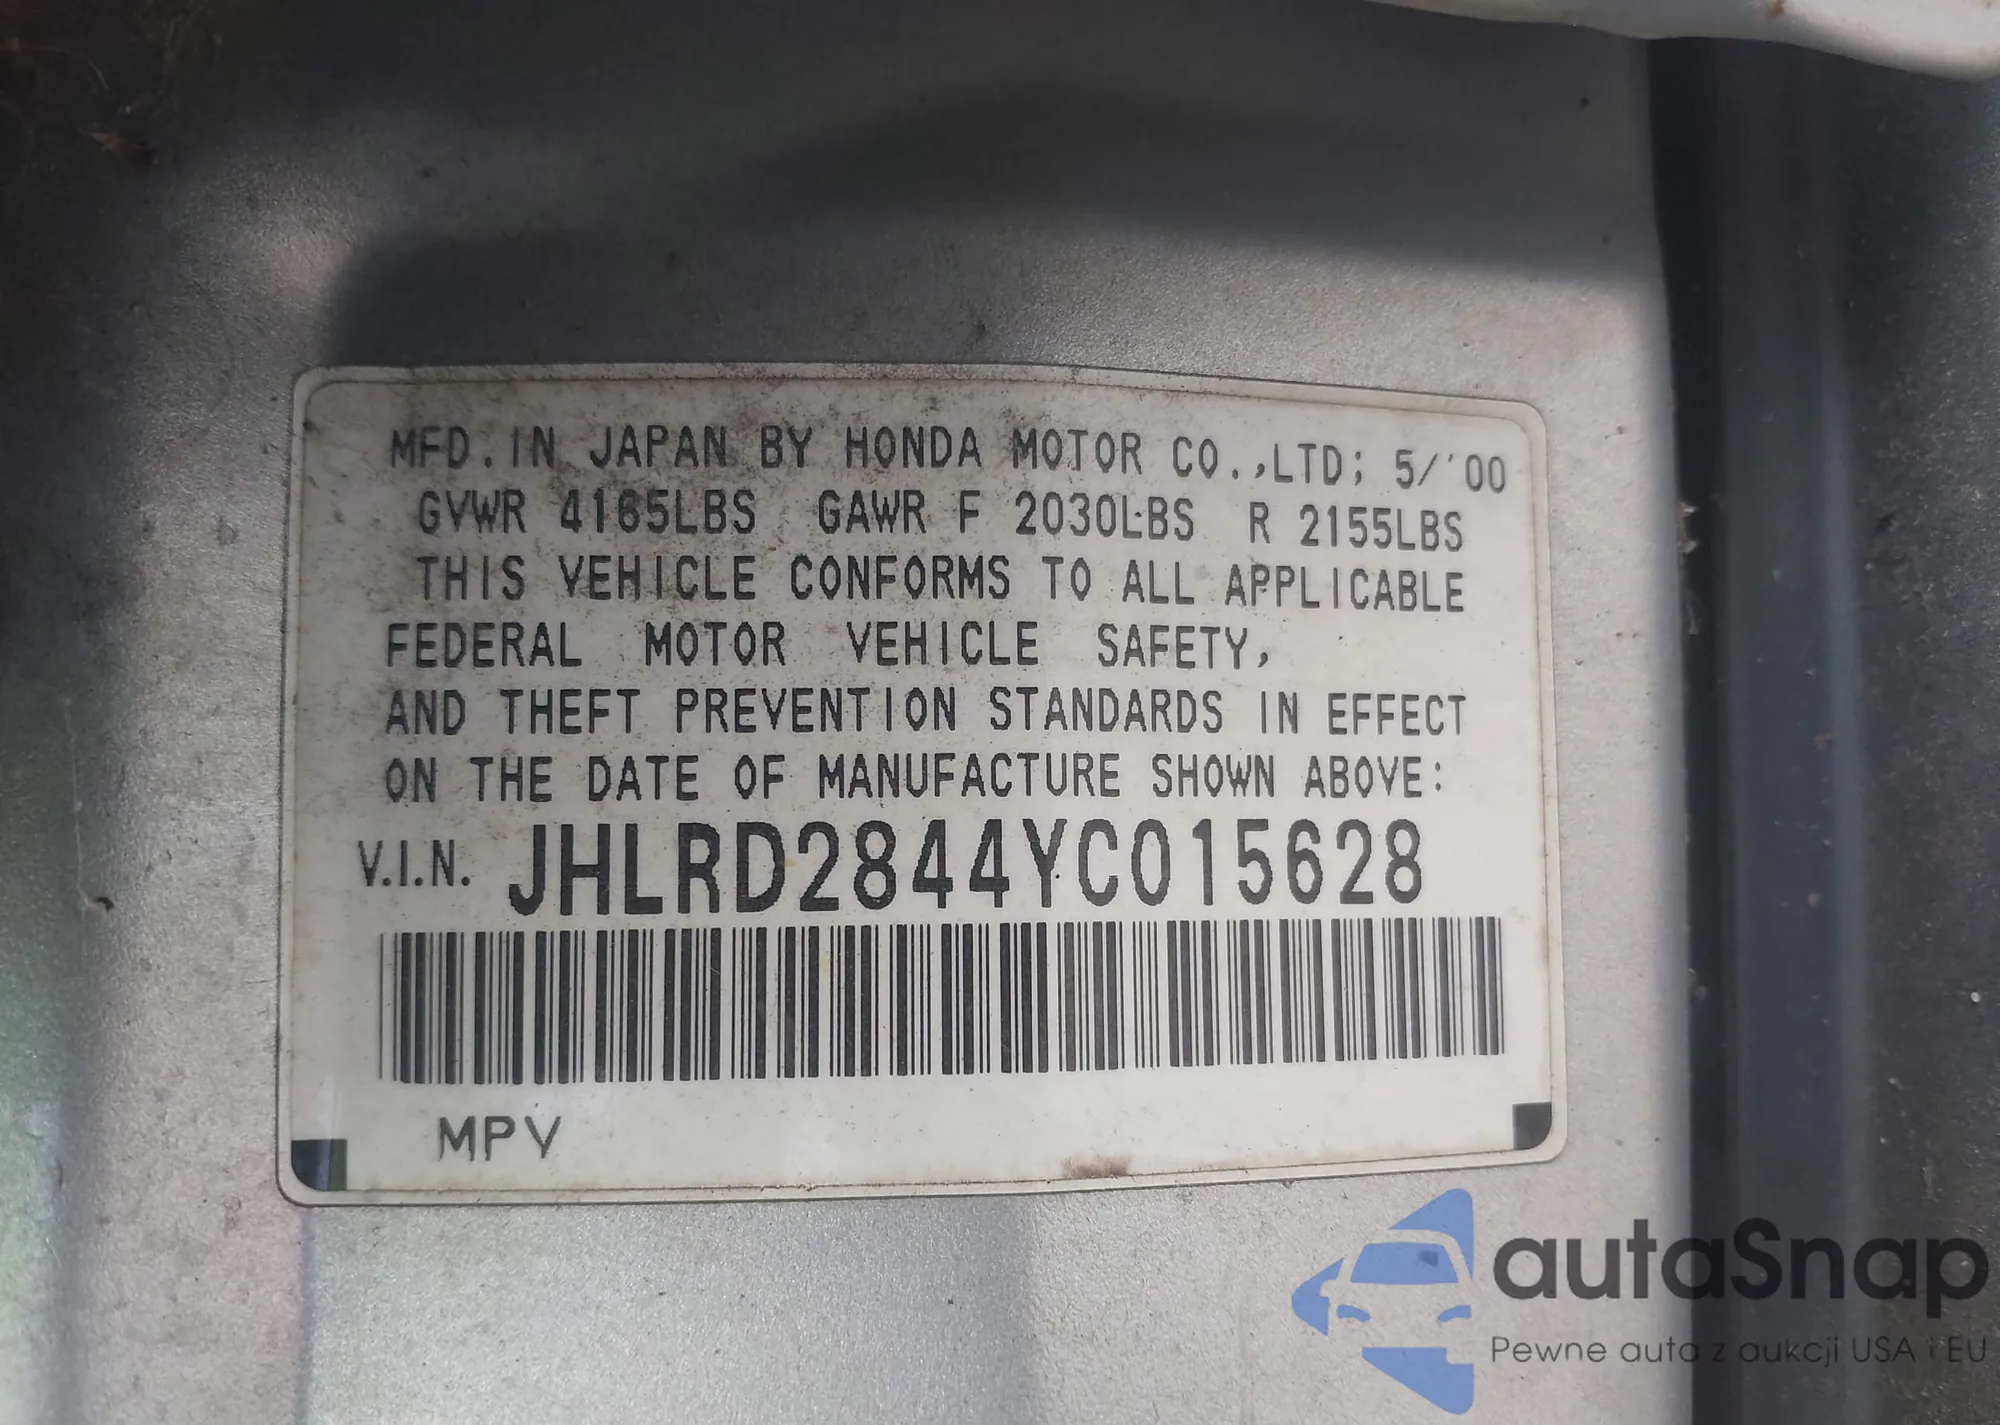 MFD. IN JAPAN BY HONDA MOTOR CO.,LTD; 5/'00
GVWR 4165LBS GAWR F 2030LBS R 2155LBS
THIS VEHICLE CONFORMS TO ALL APPLICABLE
FEDERAL MOTOR VEHICLE SAFETY,
AND THEFT PREVENTION STANDARDS IN EFFECT
ON THE DATE OF MANUFACTURE SHOWN ABOVE:
V.I.N. JHLRD2844YC015628
MPV
autaSnap
Pewne auta z aukcji USA i EU